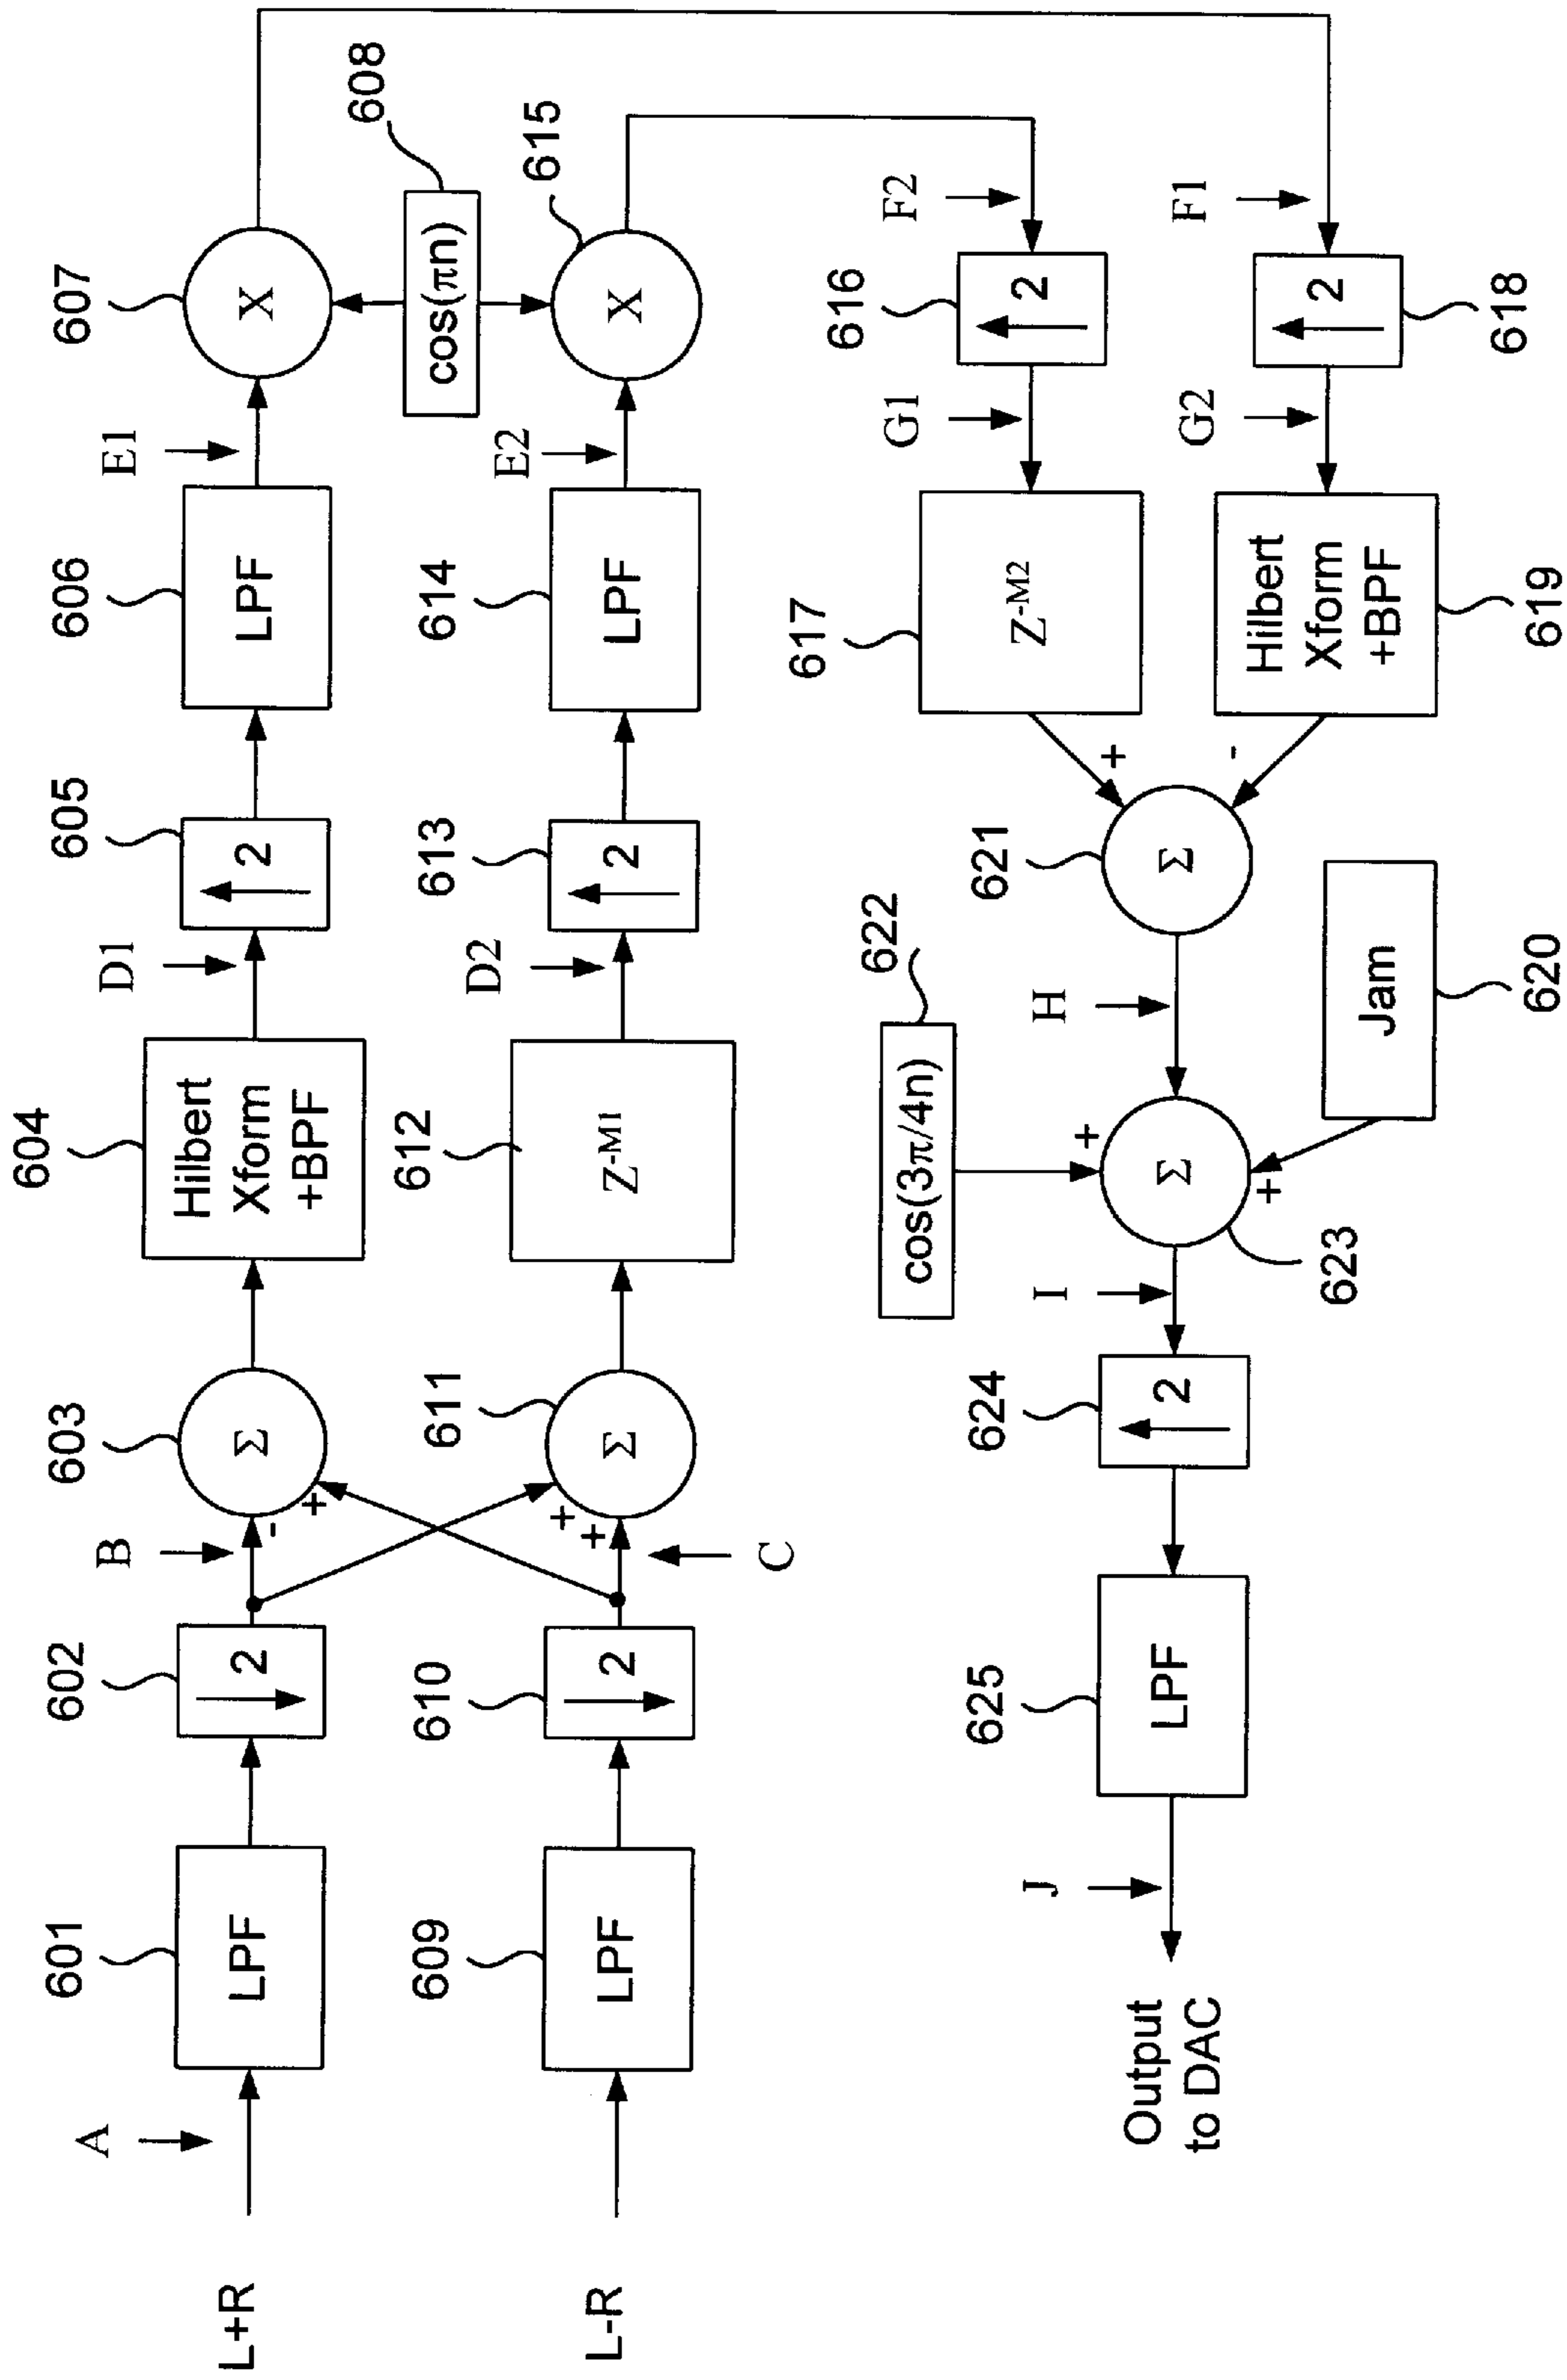 L+R
A
601
LPF
602
2
B
-
+
603
Σ
604
Hilbert
Xform
+BPF
D1
605
2
606
LPF
E1
607
X
608
cos(πn)
L-R
609
LPF
610
2
C
+
+
611
Σ
612
Z-M1
D2
613
2
614
LPF
E2
615
X
F2
616
2
G1
617
Z-M2
+
F1
618
2
G2
619
Hilbert
Xform
+BPF
-
621
Σ
H
622
cos(3π/4n)
+
620
Jam
+
623
Σ
I
624
2
625
LPF
J
Output
to DAC